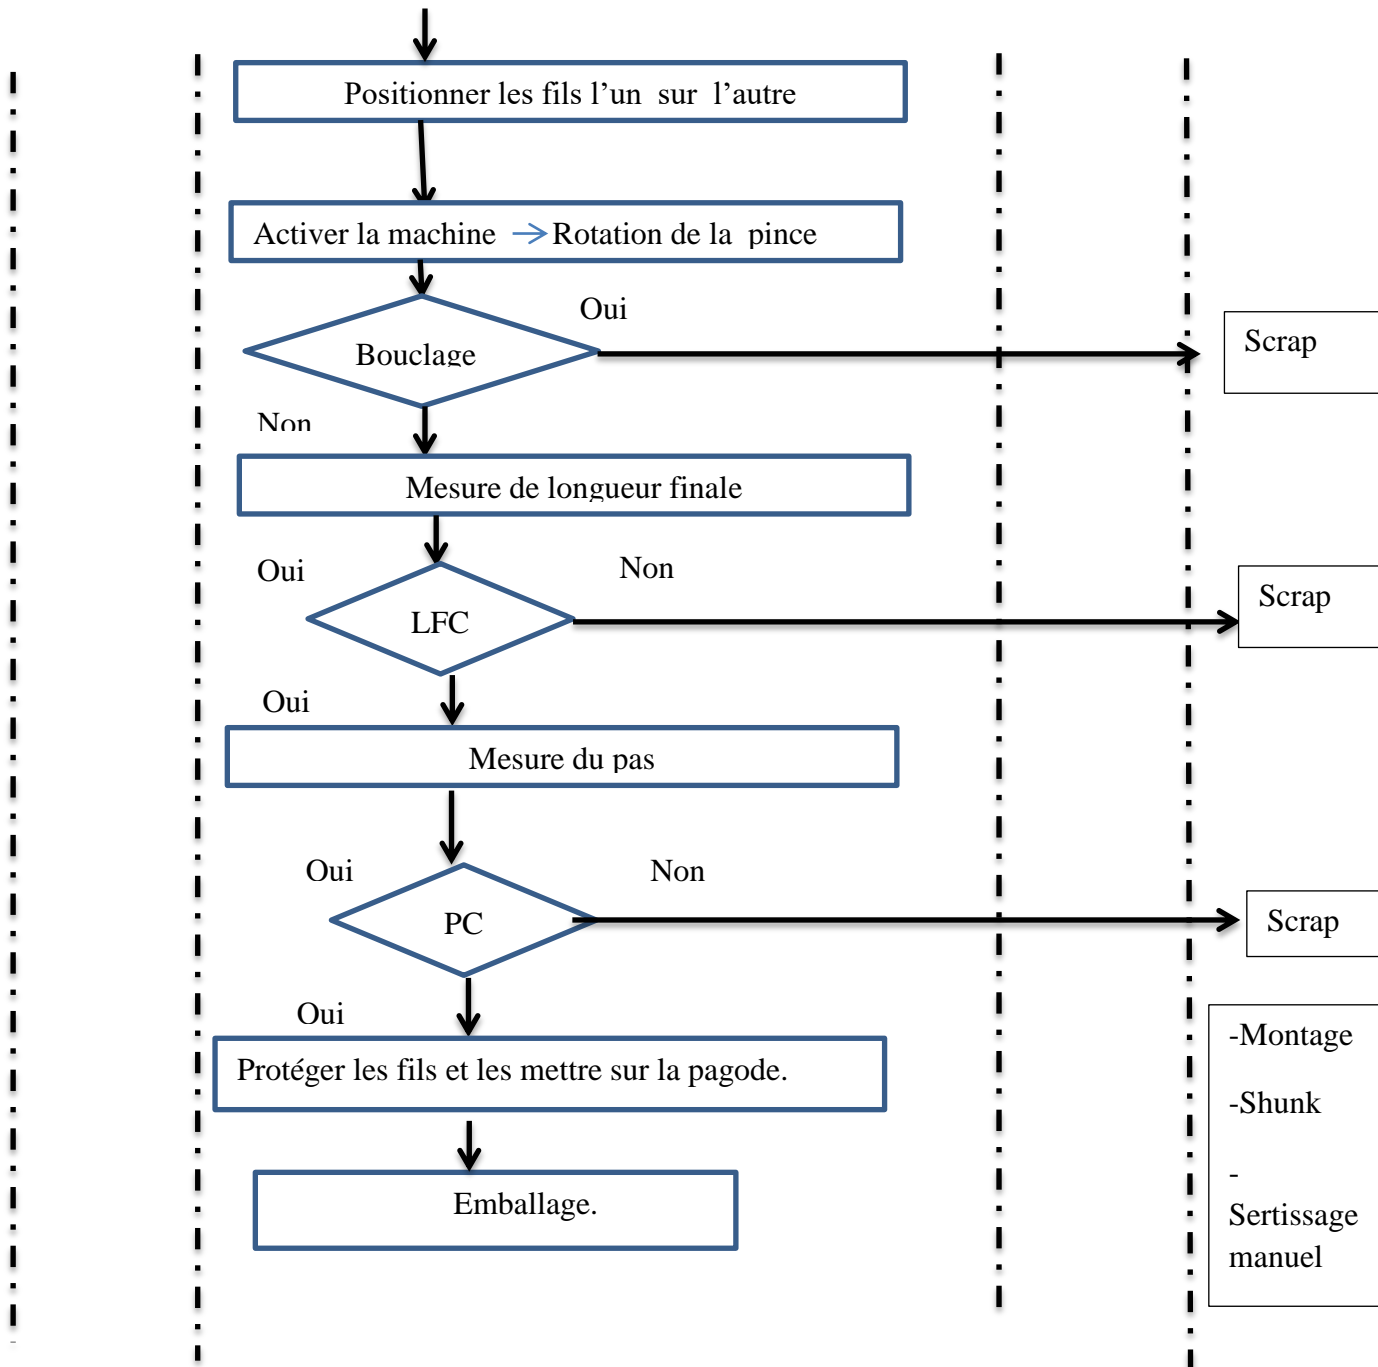 Positionner les fils l’un sur l’autre
Activer la machine → Rotation de la pince
Oui
Bouclage
Scrap
Non
Mesure de longueur finale
Oui
Non
LFC
Scrap
Oui
Mesure du pas
Oui
Non
PC
Scrap
Oui
Protéger les fils et les mettre sur la pagode.
-Montage
-Shunk
-
Sertissage
manuel
Emballage.